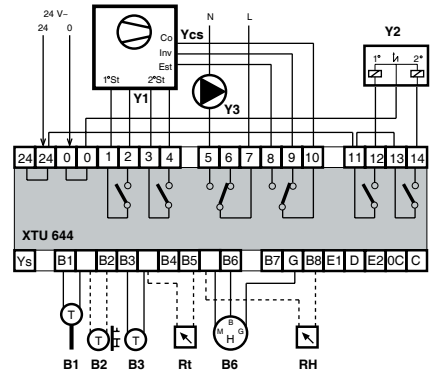 24 V~
24 0
N L
Ycs
Co
Inv
Est
1°St 2°St
Y1
Y3
Y2
1° 2°
24 24 0 0 1 2 3 4 5 6 7 8 9 10 11 12 13 14
XTU 644
Ys B1 B2 B3 B4 B5 B6 B7 G B8 E1 D E2 0C C
T
T T
M B G
H
B1 B2 B3 Rt B6 RH